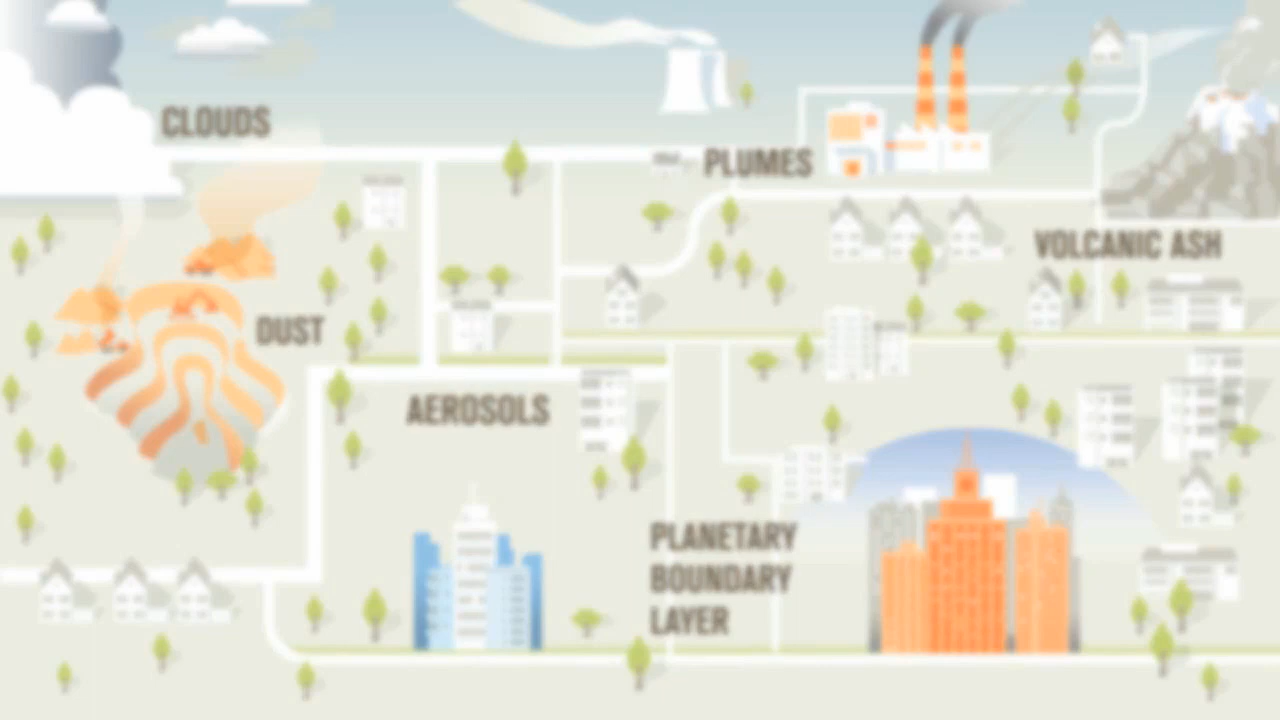 CLOUDS
PLUMES
VOLCANIC ASH
DUST
AEROSOLS
PLANETARY
BOUNDARY
LAYER